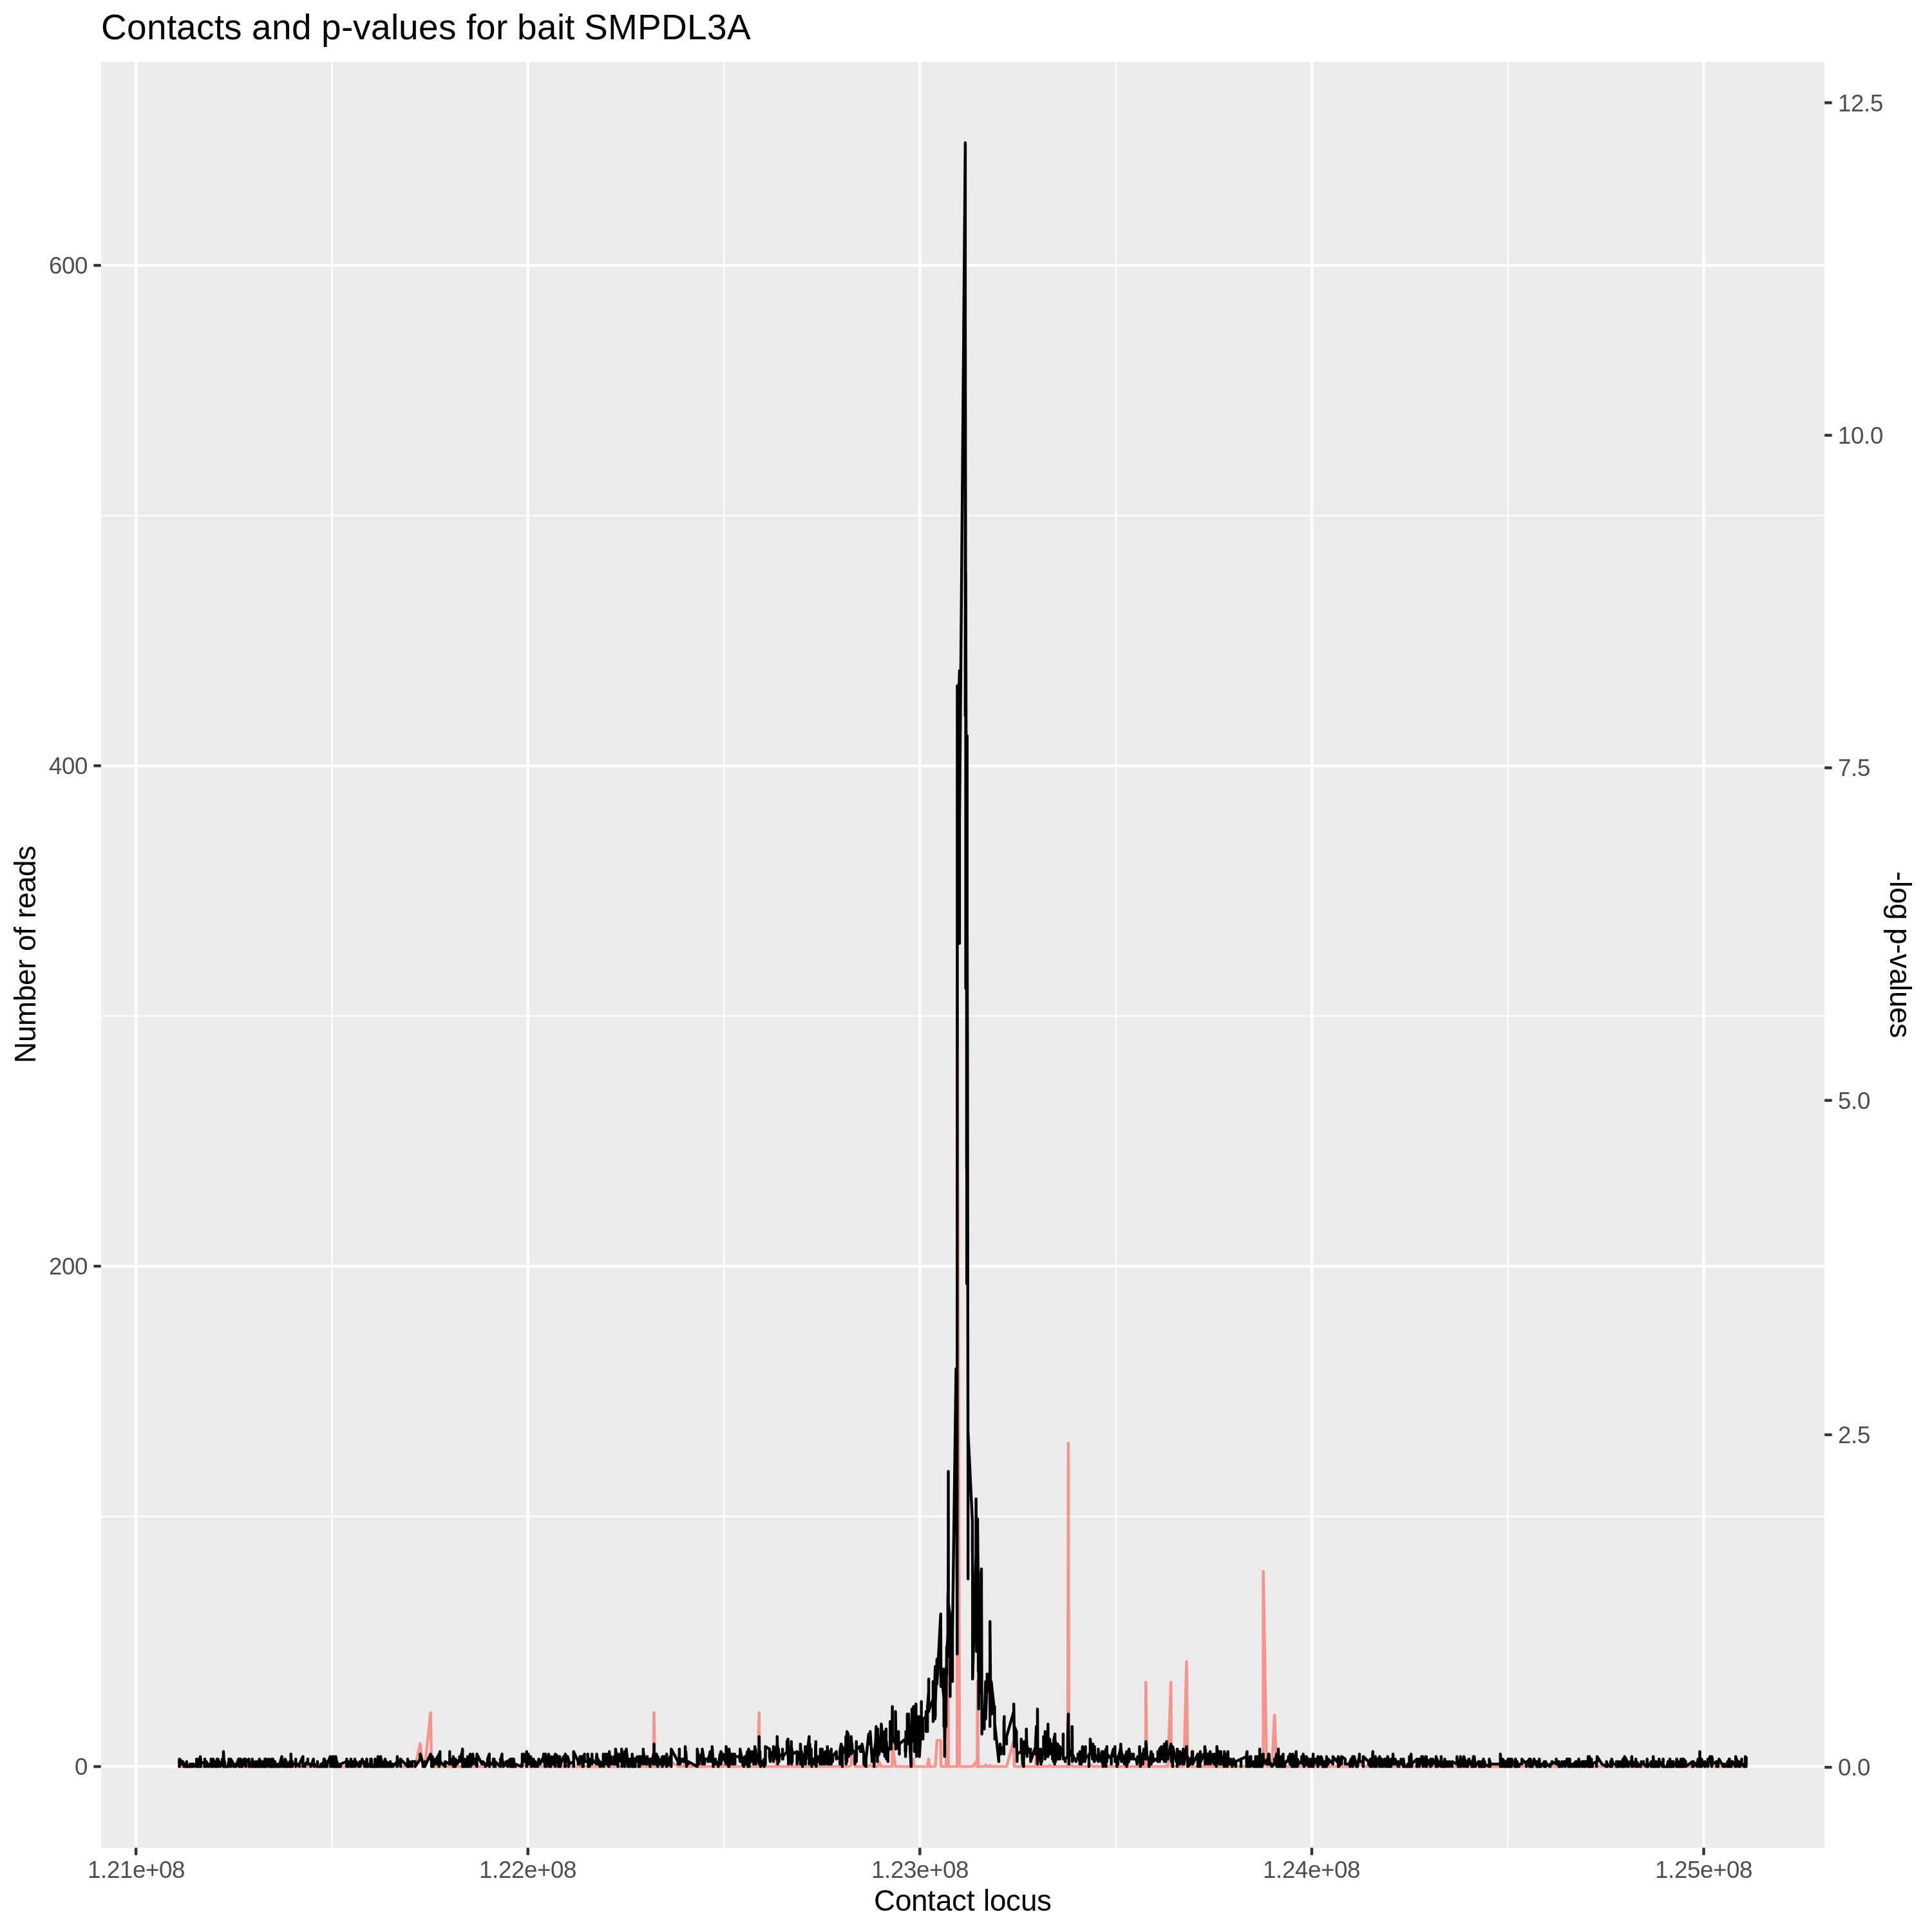 Contacts and p-values for bait SMPDL3A
12.5
600
10.0
400
7.5
Number of reads
-log p-values
5.0
200
2.5
0
0.0
1.21e+08
1.22e+08
1.23e+08
1.24e+08
1.25e+08
Contact locus